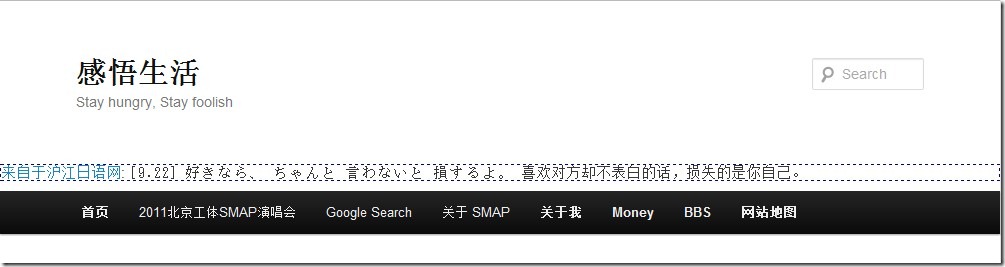 感悟生活
Search
Stay hungry, Stay foolish
来自于沪江日语网: [9.22] 好きなら、 ちゃんと 言わないと 損するよ。 喜欢对方却不表白的话，损失的是你自己。
首页 2011北京工体SMAP演唱会 Google Search 关于 SMAP 关于我 Money BBS 网站地图